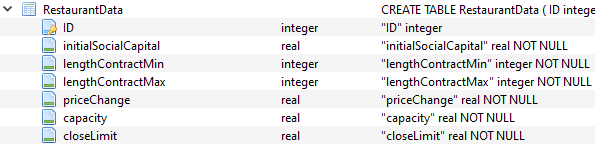 RestaurantData CREATE TABLE RestaurantData ( ID intege
ID integer "ID" integer
initialSocialCapital real "initialSocialCapital" real NOT NULL
lengthContractMin integer "lengthContractMin" integer NOT NULL
lengthContractMax integer "lengthContractMax" integer NOT NULL
priceChange real "priceChange" real NOT NULL
capacity real "capacity" real NOT NULL
closeLimit real "closeLimit" real NOT NULL